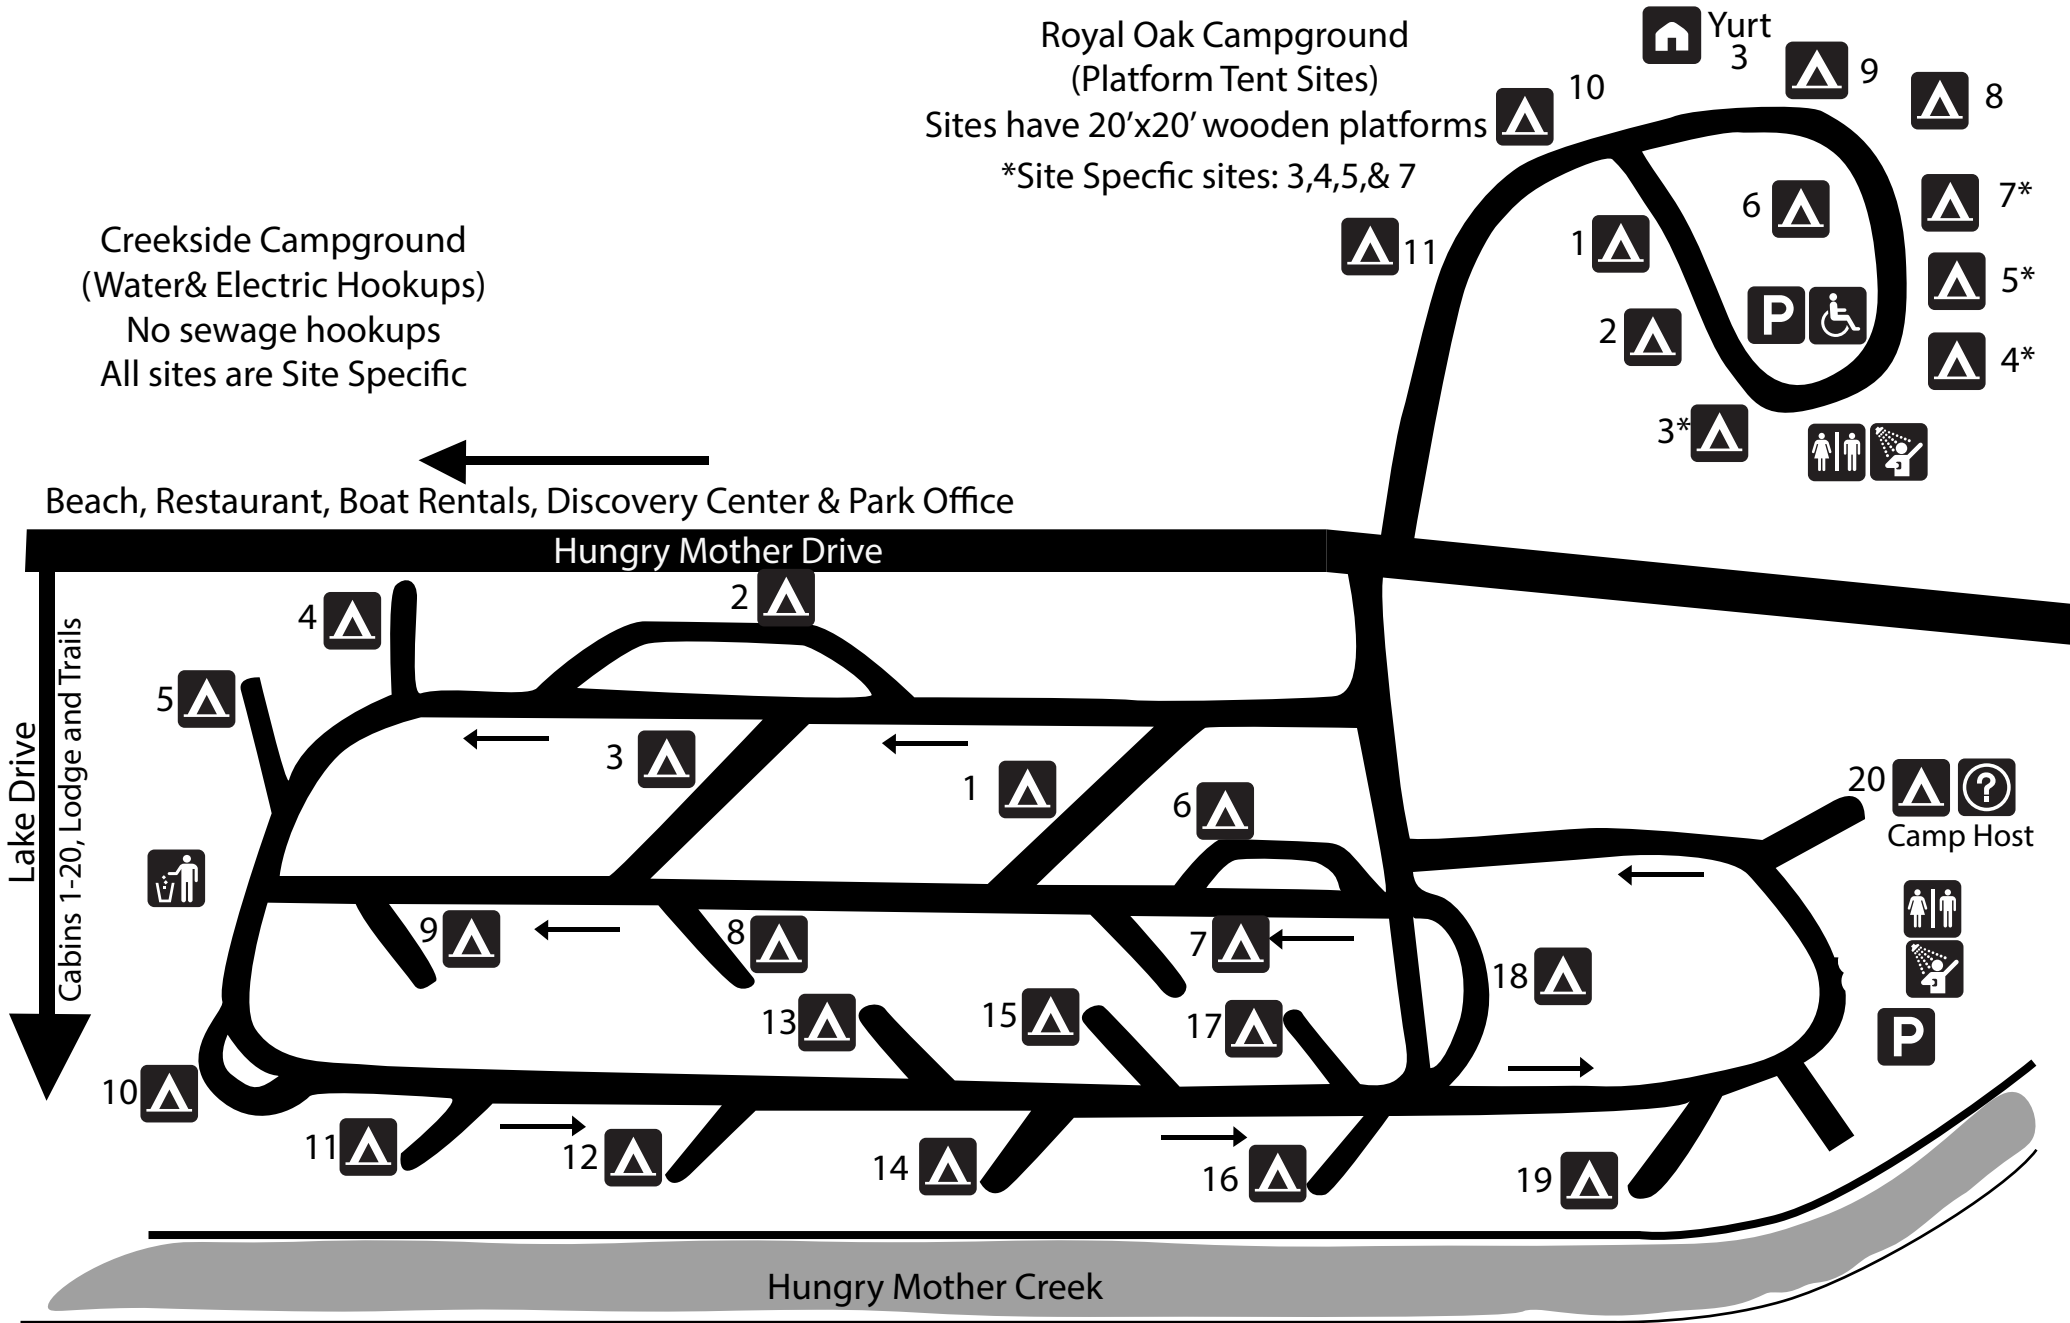 Royal Oak Campground
(Platform Tent Sites)
Sites have 20'x20' wooden platforms
*Site Specfic sites: 3,4,5,& 7
Yurt
3
9
8
10
7*
6
11
1
5*
2
4*
3*
P
Creekside Campground
(Water& Electric Hookups)
No sewage hookups
All sites are Site Specific
Beach, Restaurant, Boat Rentals, Discovery Center & Park Office
Hungry Mother Drive
Lake Drive
Cabins 1-20, Lodge and Trails
2
4
5
3
1
6
20
?
Camp Host
9
8
7
18
13
15
17
P
10
11
12
14
16
19
Hungry Mother Creek